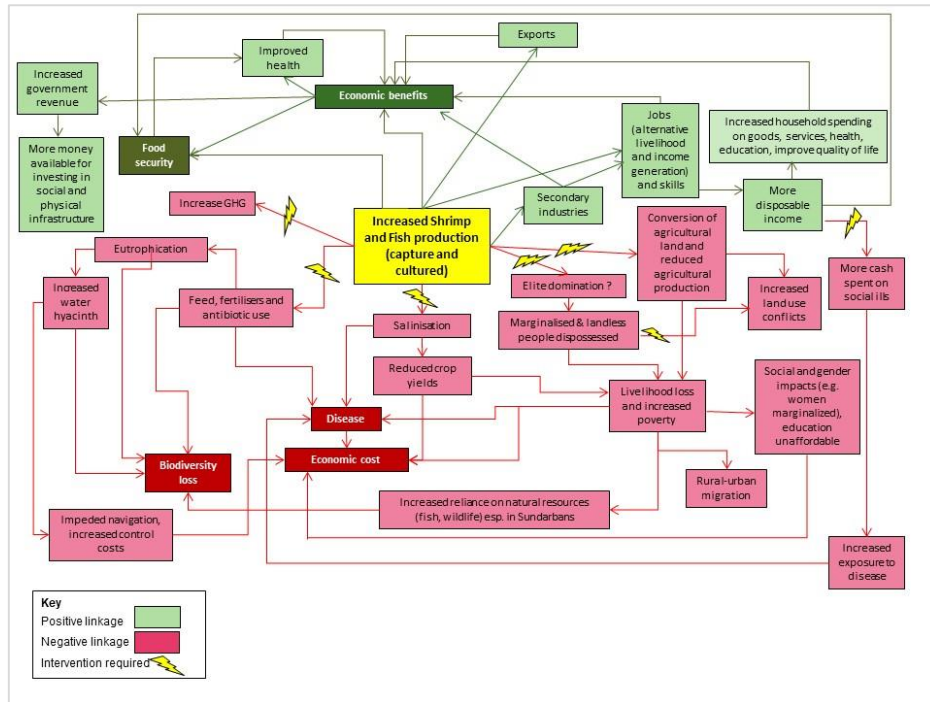 Exports
Improved
health
Increased
government
revenue
Economic benefits
Jobs
(alternative
livelihood
and income
generation)
and skills
Increased household spending
on goods, services, health,
education, improve quality of life
More money
available for
investing in
social and
physical
infrastructure
Food
security
Increase GHG
Increased Shrimp
and Fish production
(capture and
cultured)
Secondary
industries
More
disposable
income
Conversion of
agricultural
land and
reduced
agricultural
production
Eutrophication
Increased
water
hyacinth
Feed, fertilisers and
antibiotic use
Elite domination ?
Increased
land use
conflicts
More cash
spent on
social ills
Salinisation
Marginalised & landless
people dispossessed
Reduced crop
yields
Livelihood loss
and increased
poverty
Social and gender
impacts (e.g.
women
marginalized),
education
unaffordable
Disease
Economic cost
Biodiversity
loss
Rural-urban
migration
Increased reliance on natural resources
(fish, wildlife) esp. in Sundarbans
Impeded navigation,
increased control
costs
Increased
exposure to
disease
Key
Positive linkage
Negative linkage
Intervention required